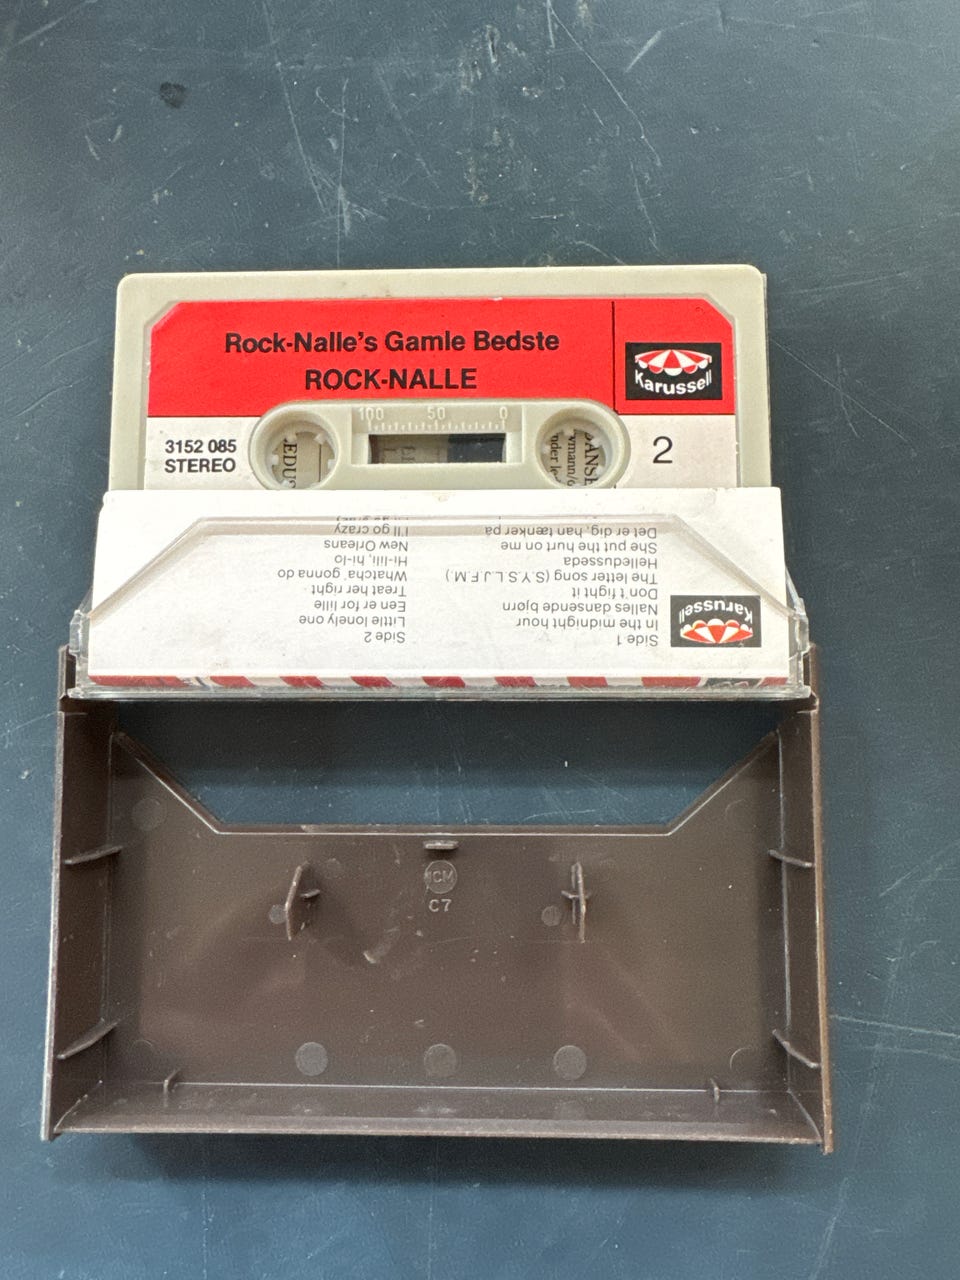 Rock-Nalle's Gamle Bedste
ROCK-NALLE
Karussell
100 50 0
3152 085
STEREO
2
Karussell
Side 1
In the midnight hour
Nalles dansende bjørn
Don't fight it
The letter song (S.Y.S.L.J.F.M.)
Helledusseda
She put the hurt on me
Det er dig, han tænker på
Side 2
Little lonely one
Een er for lille
Treat her right
Whatcha' gonna do
Hi-lili, hi-lo
New Orleans
I'll go crazy
ICM
C7